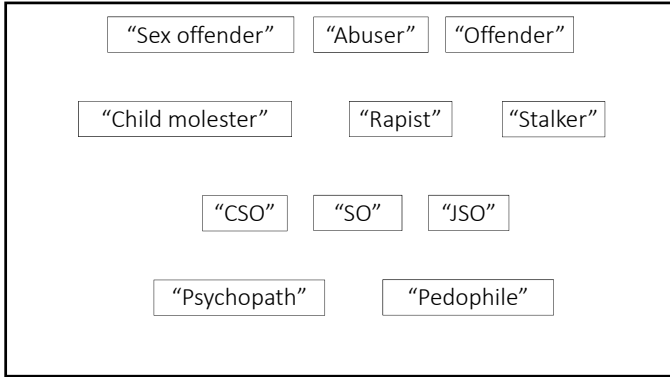 “Sex offender” “Abuser” “Offender”
“Child molester” “Rapist” “Stalker”
“CSO” “SO” “JSO”
“Psychopath” “Pedophile”